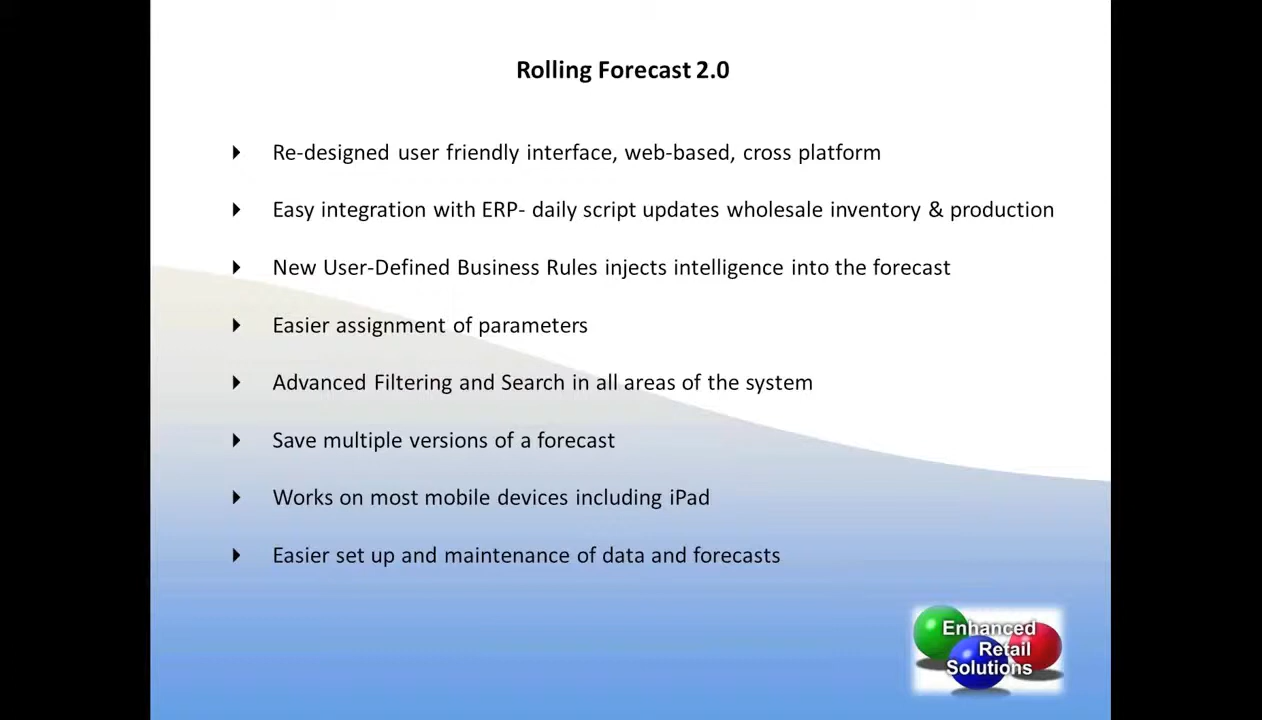 Rolling Forecast 2.0
Re-designed user friendly interface, web-based, cross platform
Easy integration with ERP- daily script updates wholesale inventory & production
New User-Defined Business Rules injects intelligence into the forecast
Easier assignment of parameters
Advanced Filtering and Search in all areas of the system
Save multiple versions of a forecast
Works on most mobile devices including iPad
Easier set up and maintenance of data and forecasts
Enhanced
Retail
Solutions